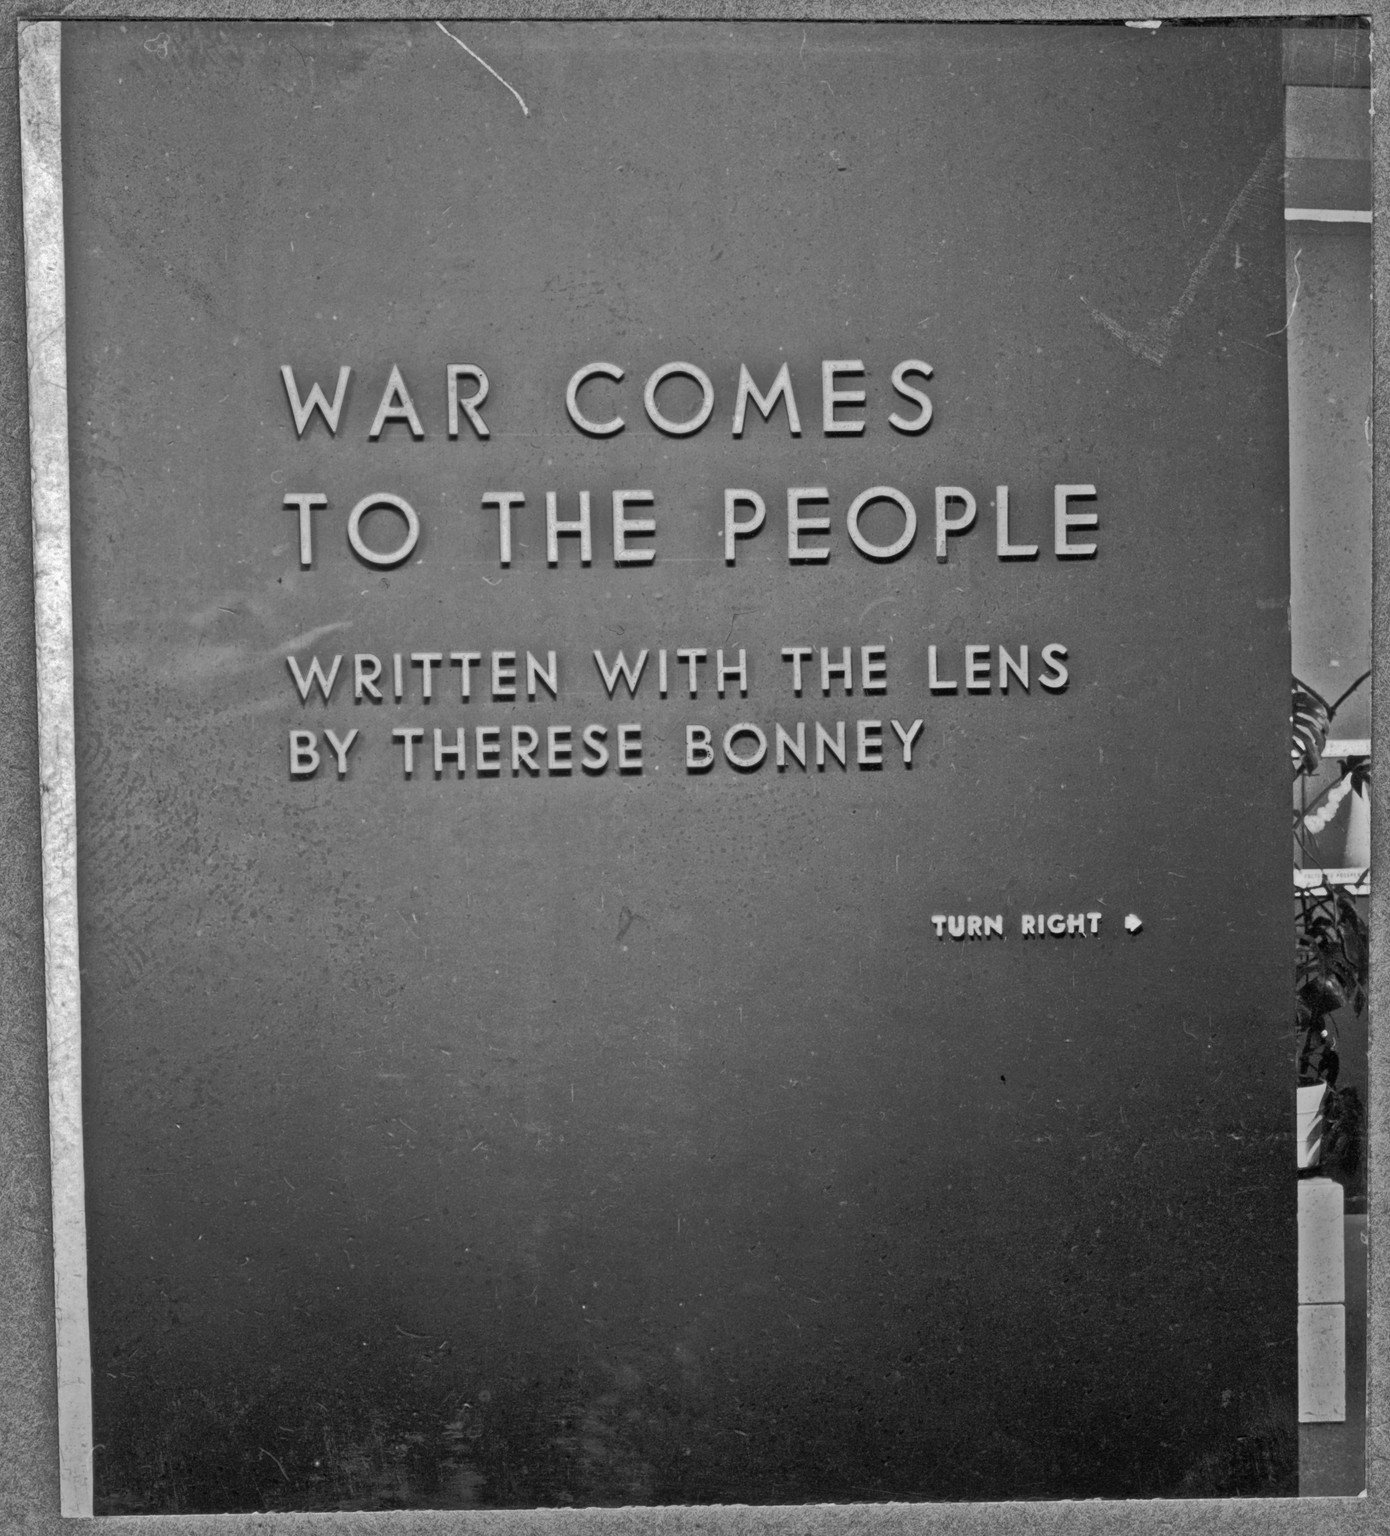 WAR COMES
TO THE PEOPLE
WRITTEN WITH THE LENS
BY THERESE BONNEY
TURN RIGHT